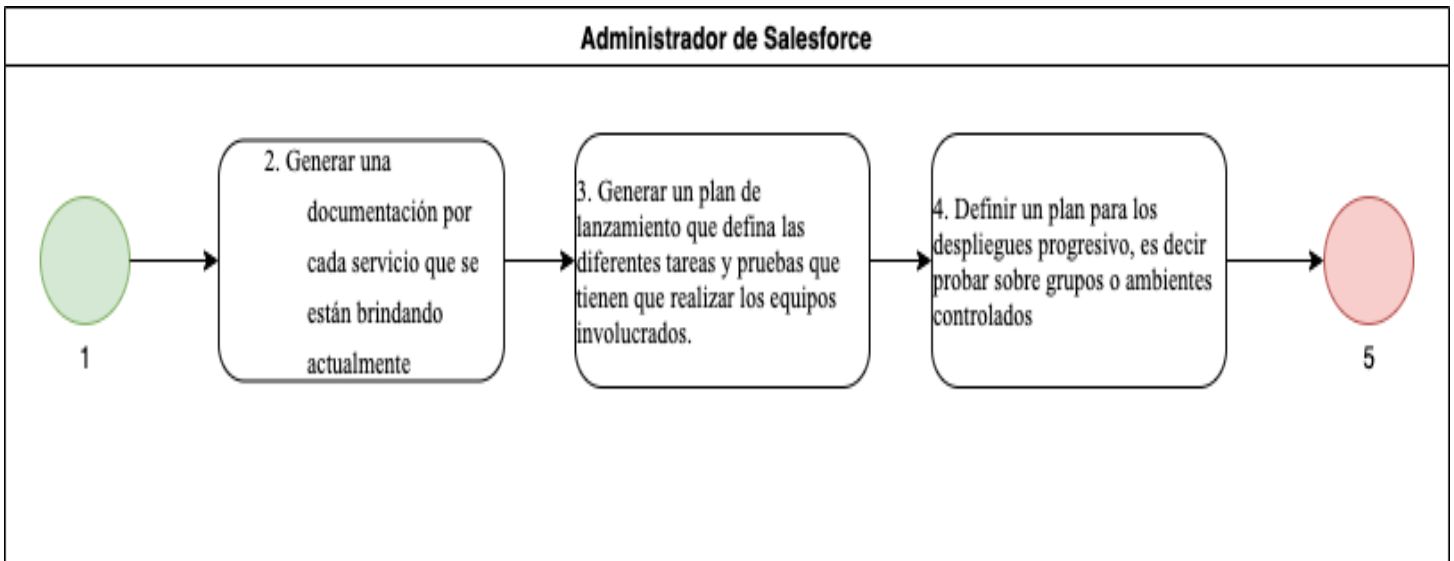 Administrador de Salesforce
1
2. Generar una
documentación por
cada servicio que se
están brindando
actualmente
3. Generar un plan de
lanzamiento que defina las
diferentes tareas y pruebas que
tienen que realizar los equipos
involucrados.
4. Definir un plan para los
despliegues progresivo, es decir
probar sobre grupos o ambientes
controlados
5